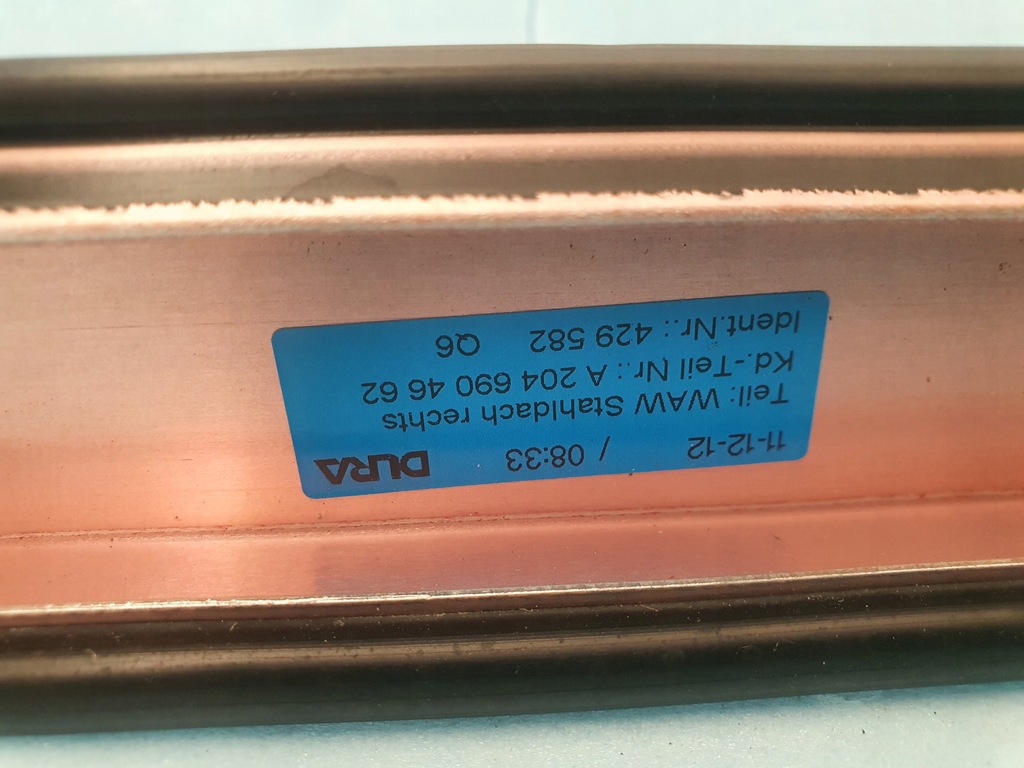 11-12-12 / 08:33 DURA
Teil: WAW Stahldach rechts
Kd.-Teil Nr.: A 204 690 46 62
Ident.Nr.: 429 582 Q6